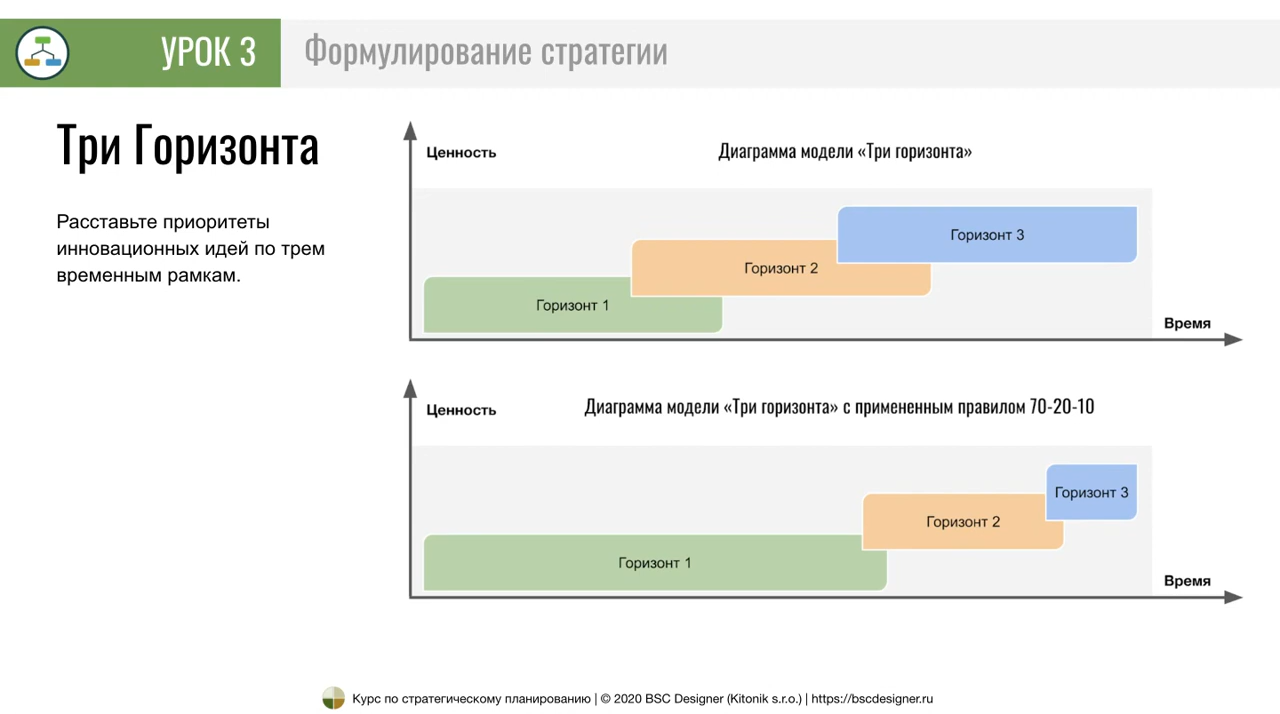 УРОК 3
Формулирование стратегии
Три Горизонта
Расставьте приоритеты
инновационных идей по трем
временным рамкам.
Ценность
Диаграмма модели «Три горизонта»
Горизонт 3
Горизонт 2
Горизонт 1
Время
Ценность
Диаграмма модели «Три горизонта» с примененным правилом 70-20-10
Горизонт 3
Горизонт 2
Горизонт 1
Время
Курс по стратегическому планированию | © 2020 BSC Designer (Kitonik s.r.o.) | https://bscdesigner.ru